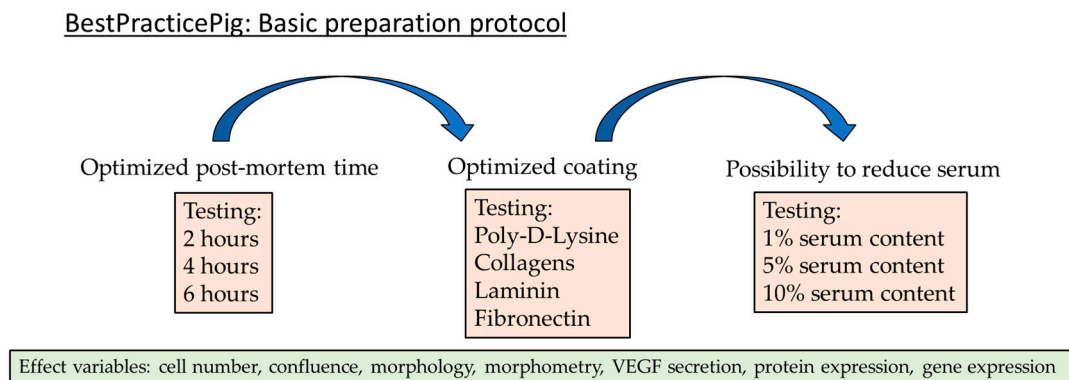 BestPracticePig: Basic preparation protocol
Optimized post-mortem time
Testing:
2 hours
4 hours
6 hours
Optimized coating
Testing:
Poly-D-Lysine
Collagens
Laminin
Fibronectin
Possibility to reduce serum
Testing:
1% serum content
5% serum content
10% serum content
Effect variables: cell number, confluence, morphology, morphometry, VEGF secretion, protein expression, gene expression